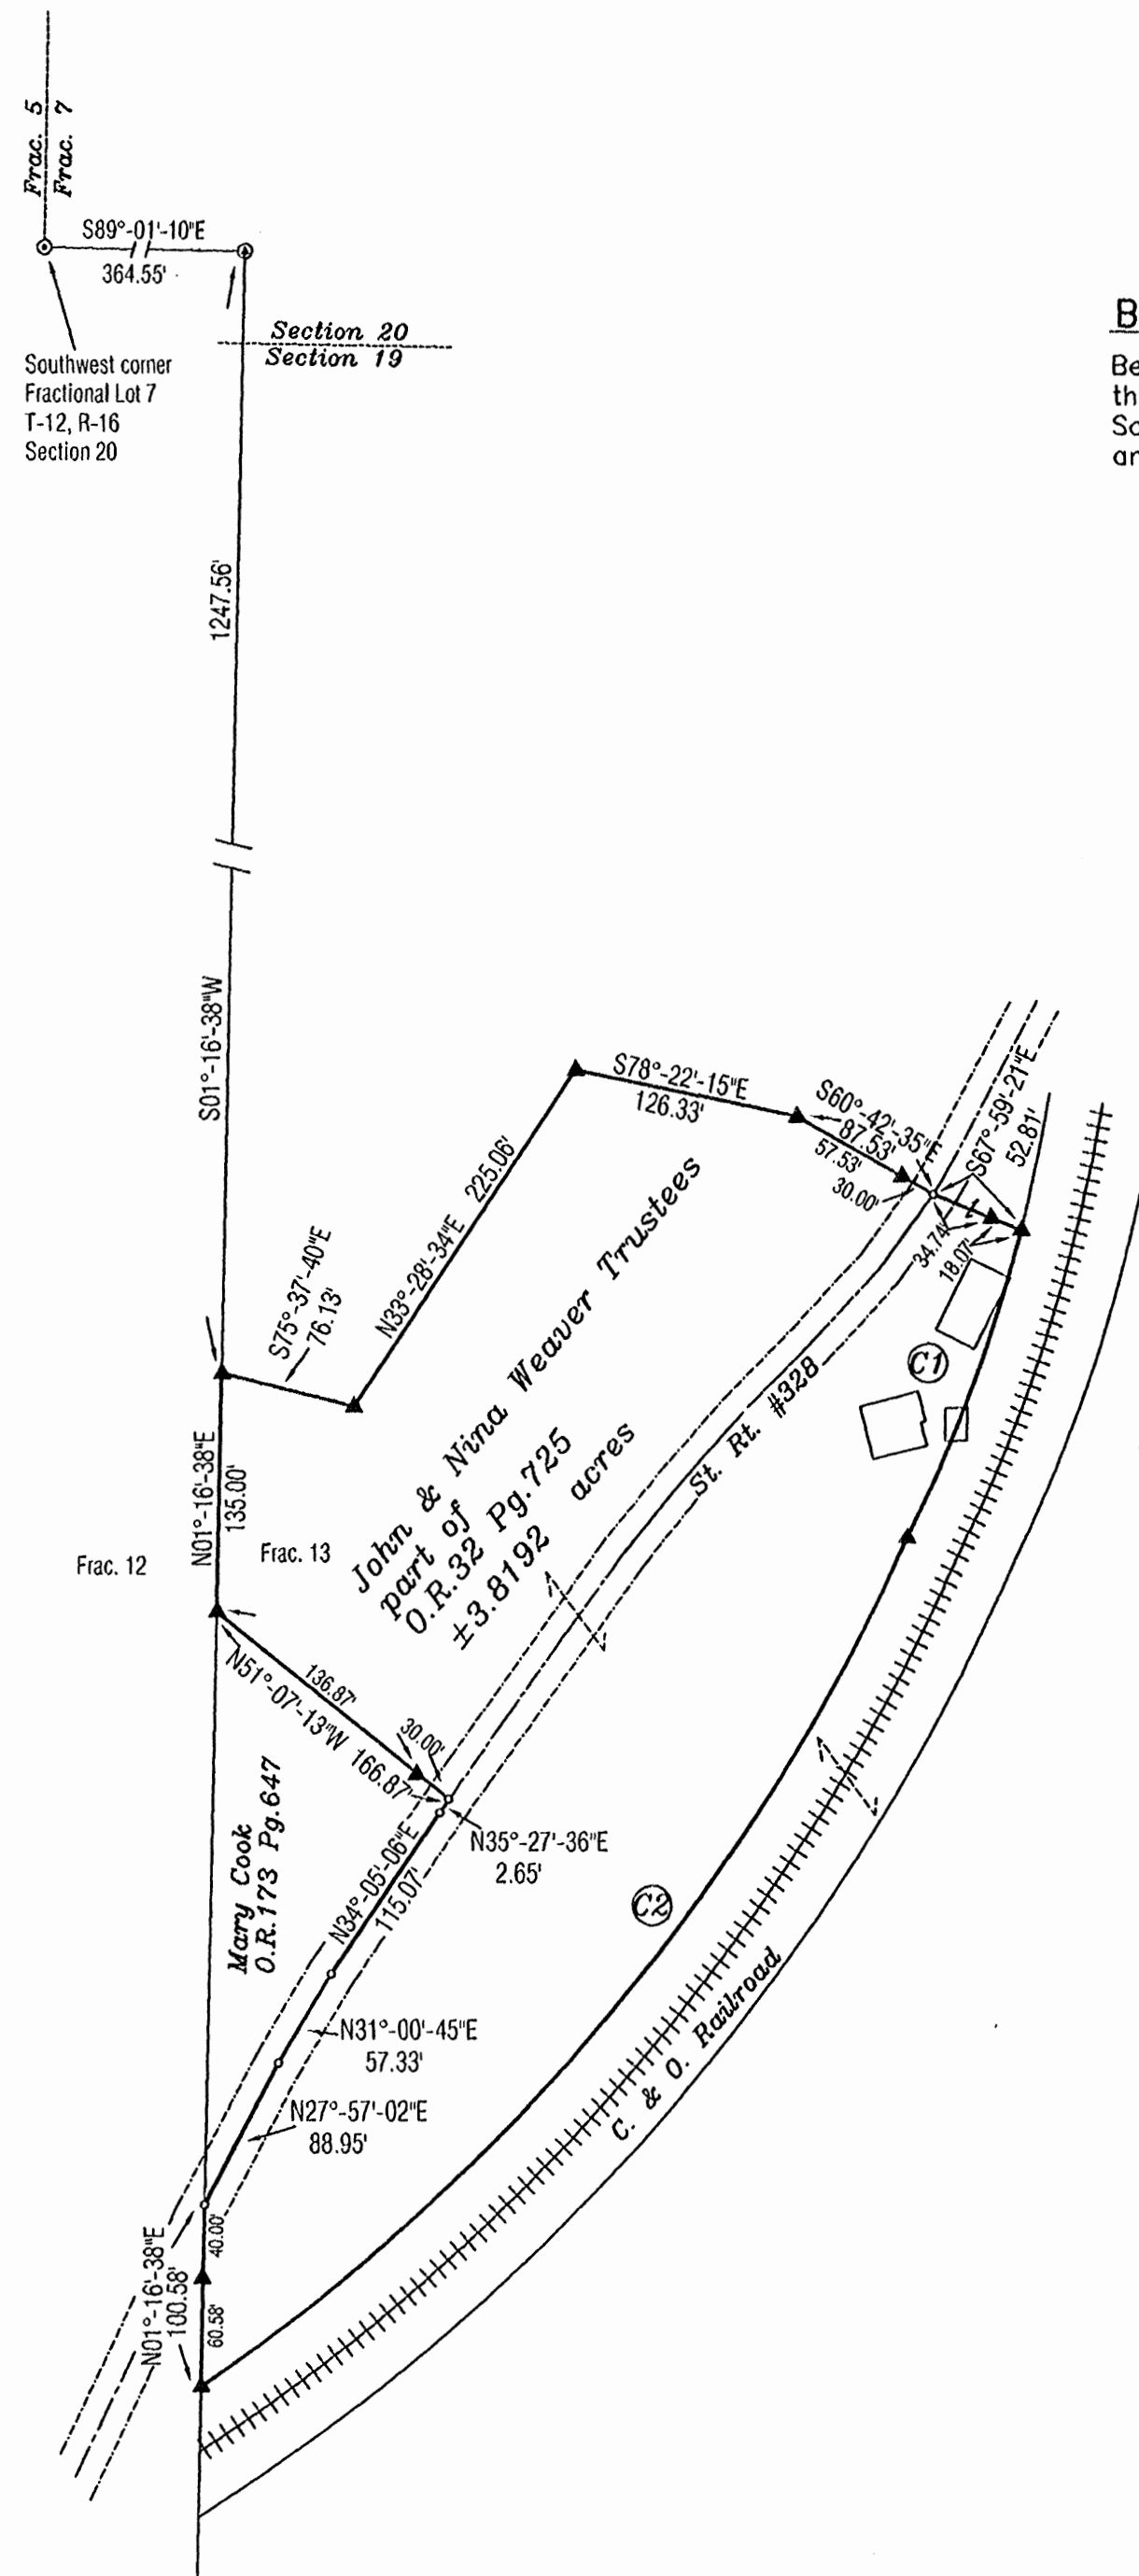 Frac. 5
Frac. 7
S89°-01'-10"E
364.55'
Section 20
Section 19
Southwest corner
Fractional Lot 7
T-12, R-16
Section 20
B
Be
th
So
an
1247.56'
S01°-16'-38"W
S78°-22'-15"E
126.33'
S60°-42'-35"E
87.53'
57.53'
30.00'
S67°-59'-21"E
52.81'
34.74'
18.07'
N33°-28'-34"E 225.06'
S75°-37'-40"E
76.13'
N01°-16'-38"E
135.00'
Frac. 12
Frac. 13
John & Nina Weaver Trustees
part of
O.R.32 Pg.725
±3.8192 acres
St. Rt. #328
C1
N51°-07'-13"W 166.87'
136.87'
30.00'
N35°-27'-36"E
2.65'
Mary Cook
O.R.173 Pg.647
N34°-05'-06"E
115.07'
C2
N31°-00'-45"E
57.33'
N27°-57'-02"E
88.95'
C. & O. Railroad
N01°-16'-38"E
100.58'
40.00'
60.58'